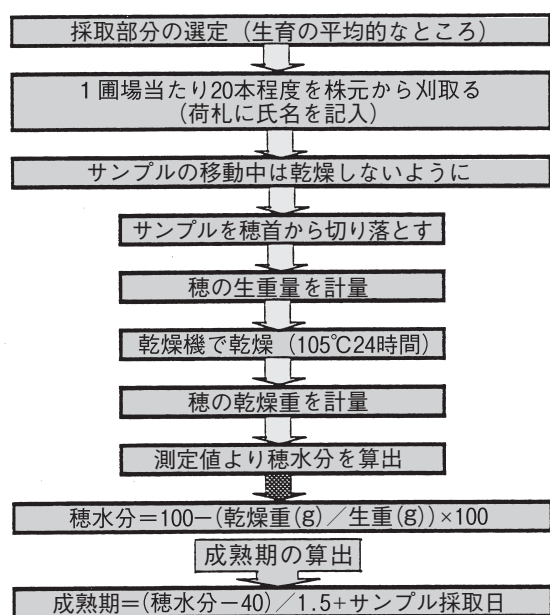 採取部分の選定（生育の平均的なところ）
1圃場当たり20本程度を株元から刈取る
（荷札に氏名を記入）
サンプルの移動中は乾燥しないように
サンプルを穂首から切り落とす
穂の生重量を計量
乾燥機で乾燥（105℃24時間）
穂の乾燥重を計量
測定値より穂水分を算出
穂水分＝100−(乾燥重(g)／生重(g))×100
成熟期の算出
成熟期＝(穂水分−40)／1.5+サンプル採取日